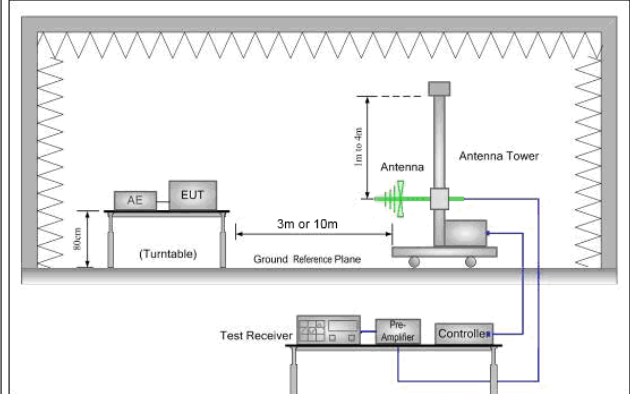 1m to 4m
Antenna
Antenna Tower
AE
EUT
80cm
(Turntable)
3m or 10m
Ground Reference Plane
Test Receiver
Pre-
Amplifier
Controller